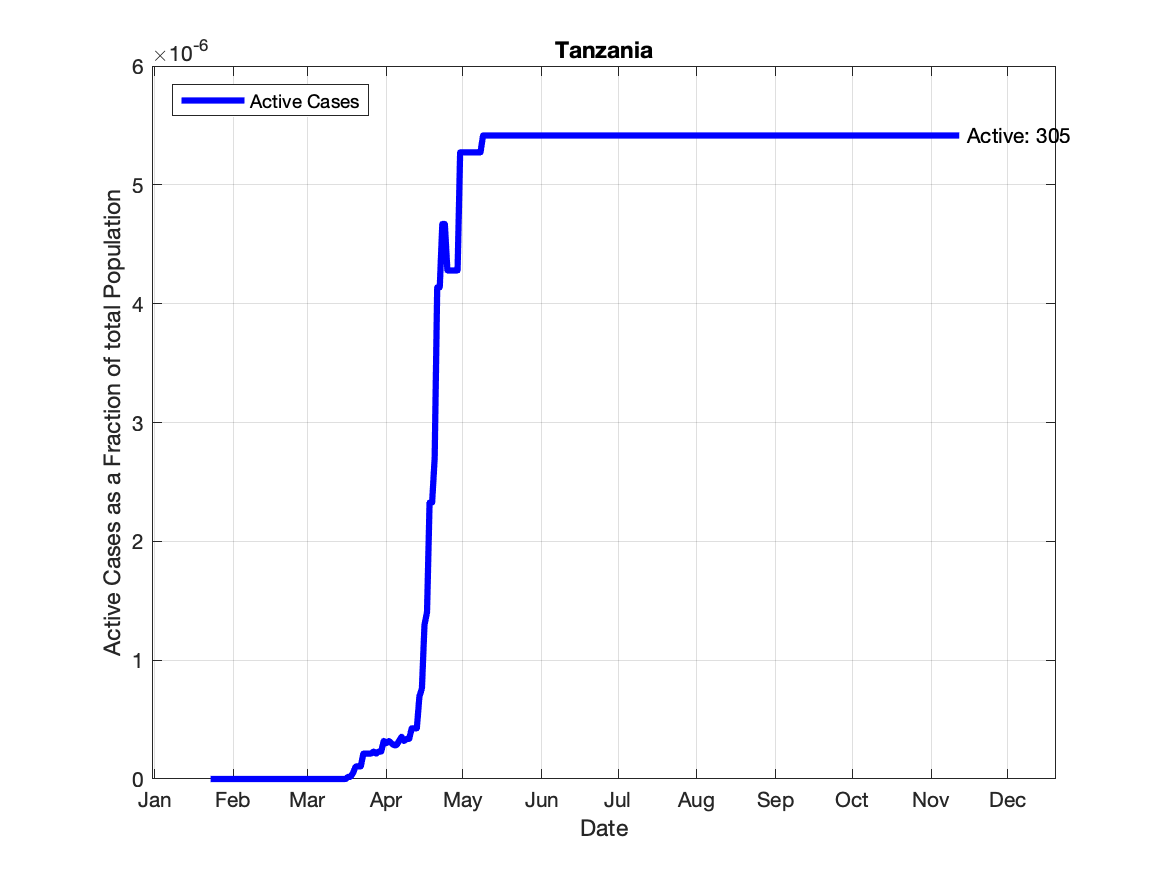 Tanzania
×10-6
6
5
4
3
2
1
0
Active Cases as a Fraction of total Population
Active Cases
Active: 305
Jan Feb Mar Apr May Jun Jul Aug Sep Oct Nov Dec
Date